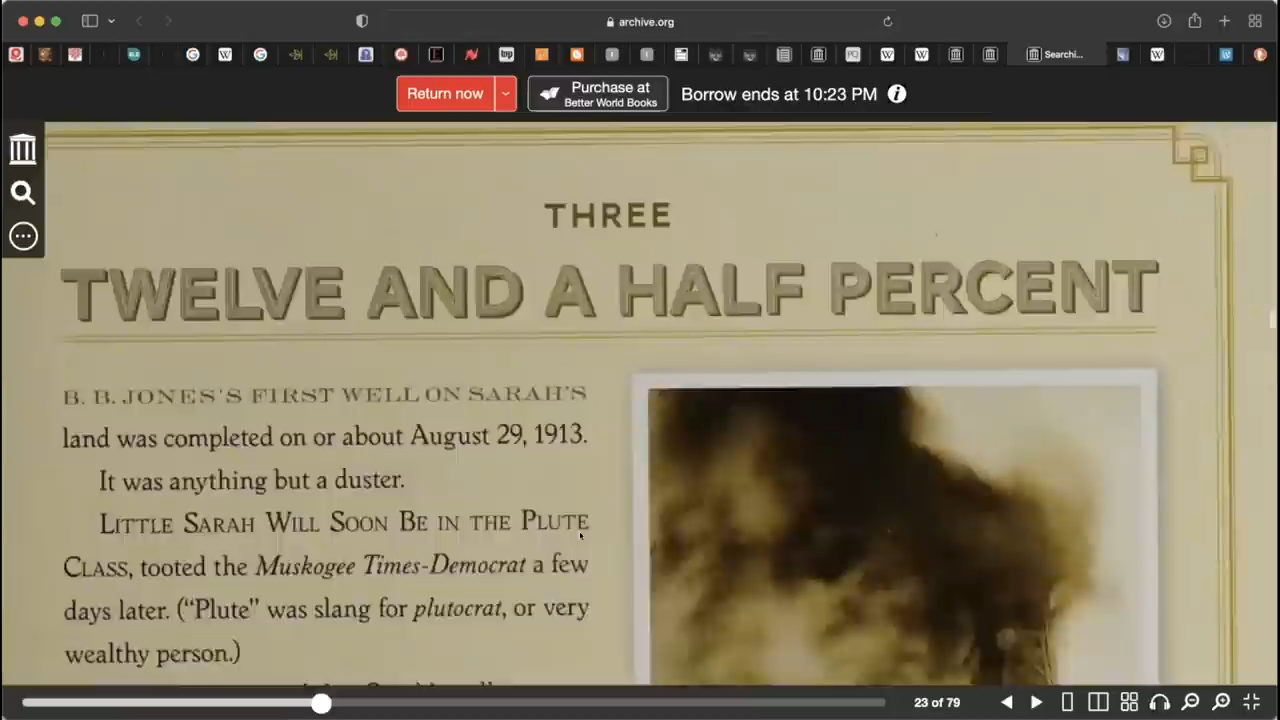 archive.org
Searchi...
Return now
Purchase at
Better World Books
Borrow ends at 10:23 PM
THREE
TWELVE AND A HALF PERCENT
B. B. JONES'S FIRST WELL ON SARAH'S
land was completed on or about August 29, 1913.
It was anything but a duster.
LITTLE SARAH WILL SOON BE IN THE PLUTE
CLASS, tooted the Muskogee Times-Democrat a few
days later. (“Plute” was slang for plutocrat, or very
wealthy person.)
23 of 79